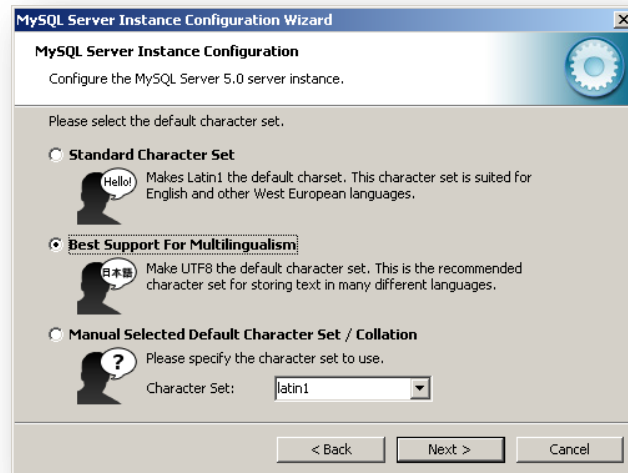 MySQL Server Instance Configuration Wizard
MySQL Server Instance Configuration
Configure the MySQL Server 5.0 server instance.
Please select the default character set.
Standard Character Set
Hello!
Makes Latin1 the default charset. This character set is suited for
English and other West European languages.
Best Support For Multilingualism
日本語
Make UTF8 the default character set. This is the recommended
character set for storing text in many different languages.
Manual Selected Default Character Set / Collation
?
Please specify the character set to use.
Character Set: latin1
< Back Next > Cancel